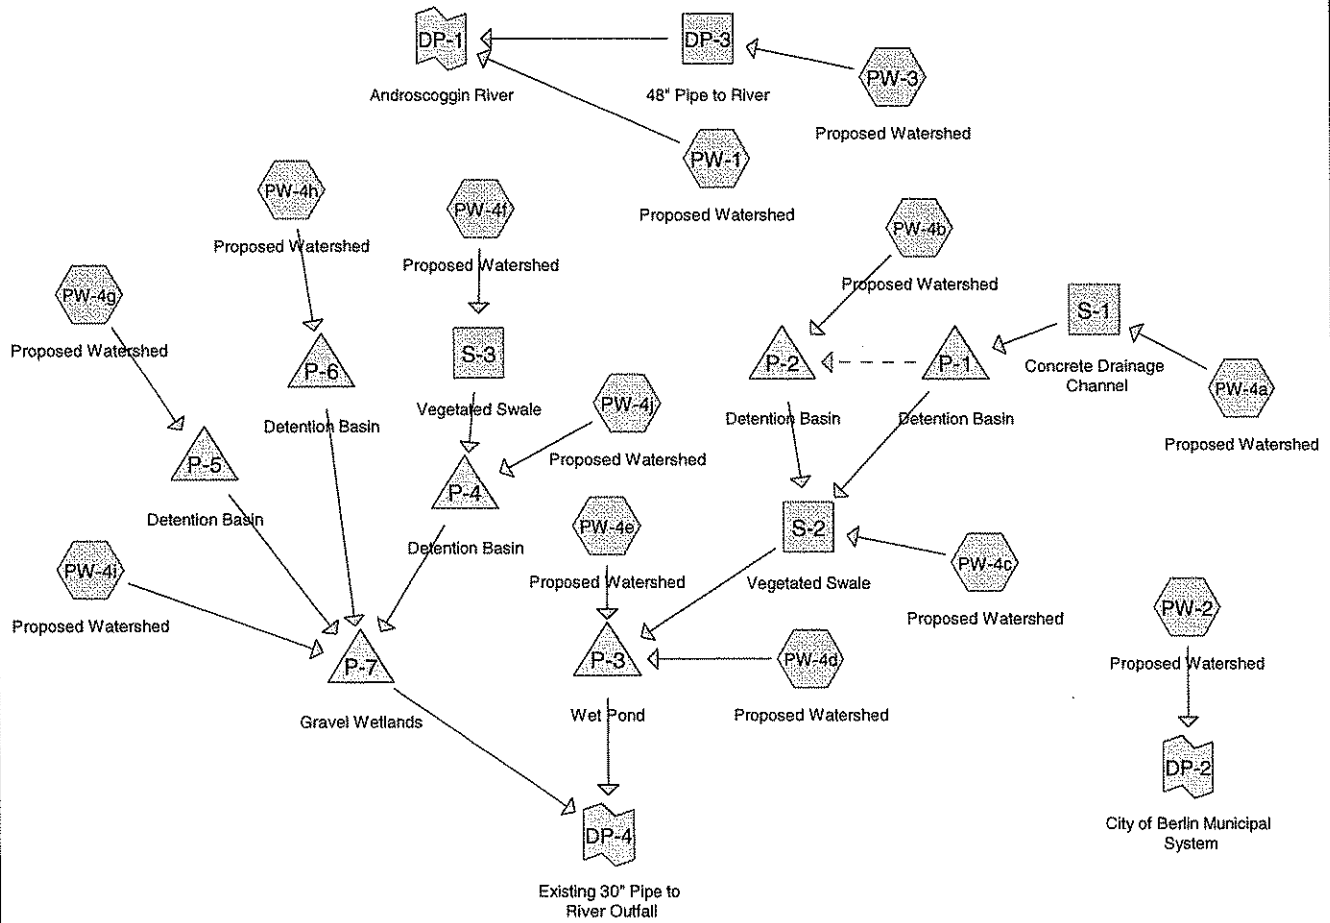 DP-1
Androscoggin River
DP-3
48" Pipe to River
PW-3
Proposed Watershed
PW-1
Proposed Watershed
PW-4h
Proposed Watershed
PW-4f
Proposed Watershed
PW-4b
Proposed Watershed
PW-4g
Proposed Watershed
S-1
Concrete Drainage
Channel
P-6
Detention Basin
S-3
Vegetated Swale
P-2
Detention Basin
P-1
Detention Basin
PW-4a
Proposed Watershed
PW-4j
Proposed Watershed
P-5
Detention Basin
P-4
Detention Basin
PW-4e
Proposed Watershed
S-2
Vegetated Swale
PW-4c
Proposed Watershed
PW-4i
Proposed Watershed
PW-2
Proposed Watershed
P-7
Gravel Wetlands
P-3
Wet Pond
PW-4d
Proposed Watershed
DP-2
City of Berlin Municipal
System
DP-4
Existing 30" Pipe to
River Outfall